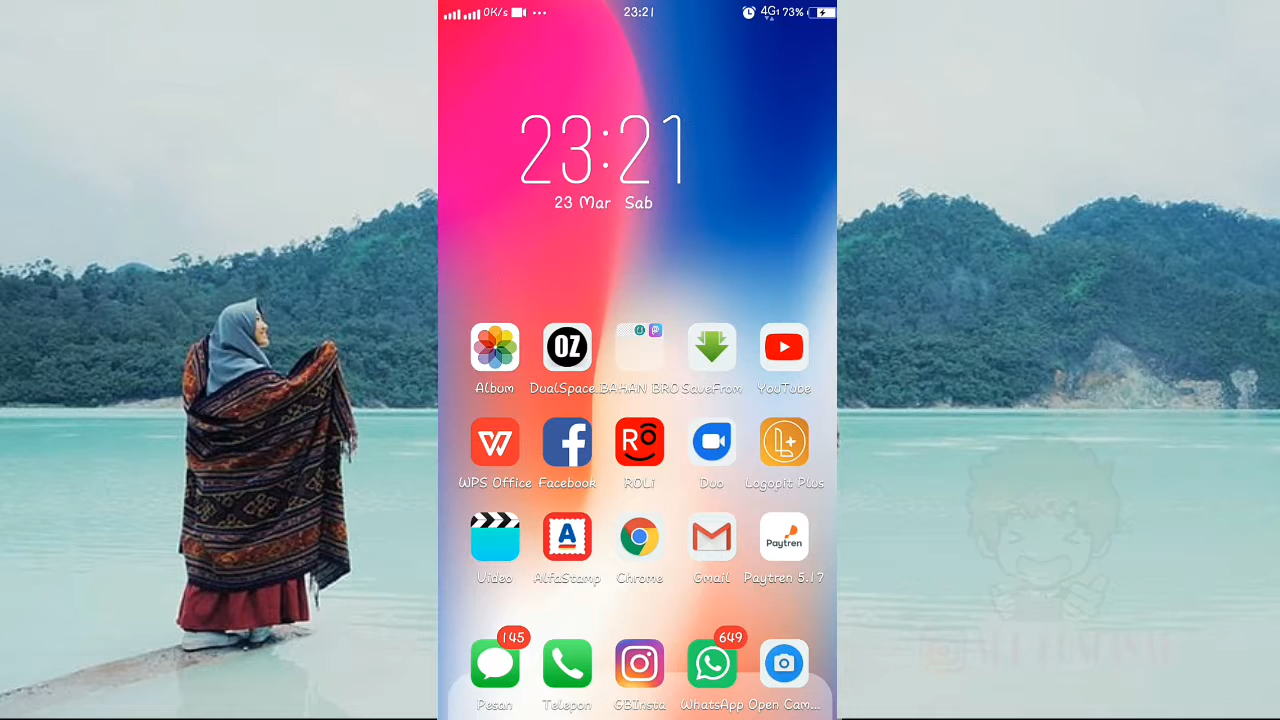 0K/s ... 23:21 4G 73%
23:21
23 Mar Sab
OZ
Album DualSpace... BAHAN BRO SaveFrom YouTube
W f RO L+
WPS Office Facebook ROLi Duo Logopit Plus
A Paytren
Video AlfaStamp Chrome Gmail Paytren 5.17
145 649
Pesan Telepon GBInsta WhatsApp Open Cam...